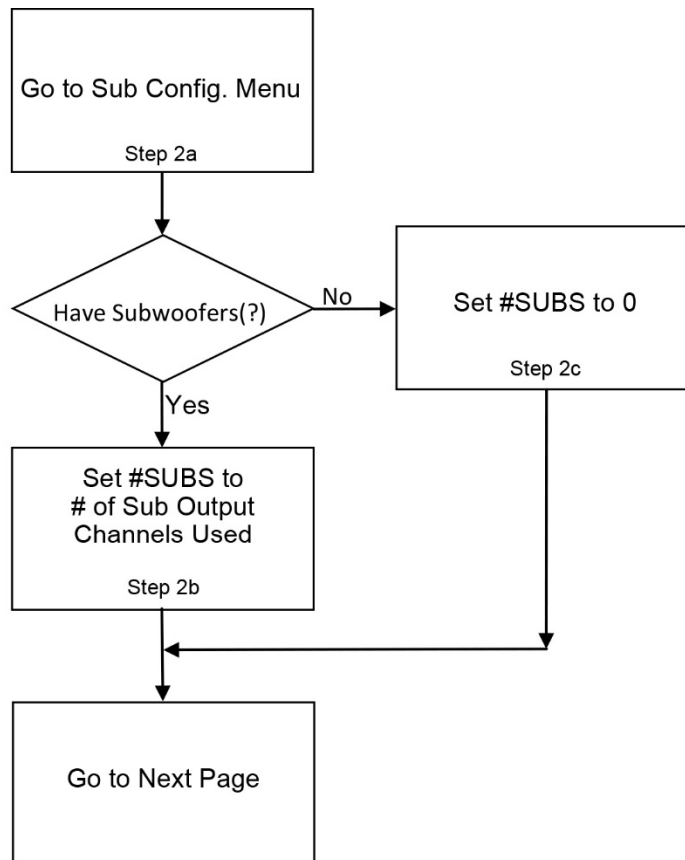 Go to Sub Config. Menu
Step 2a
Have Subwoofers(?)
No
Set #SUBS to 0
Step 2c
Yes
Set #SUBS to
# of Sub Output
Channels Used
Step 2b
Go to Next Page